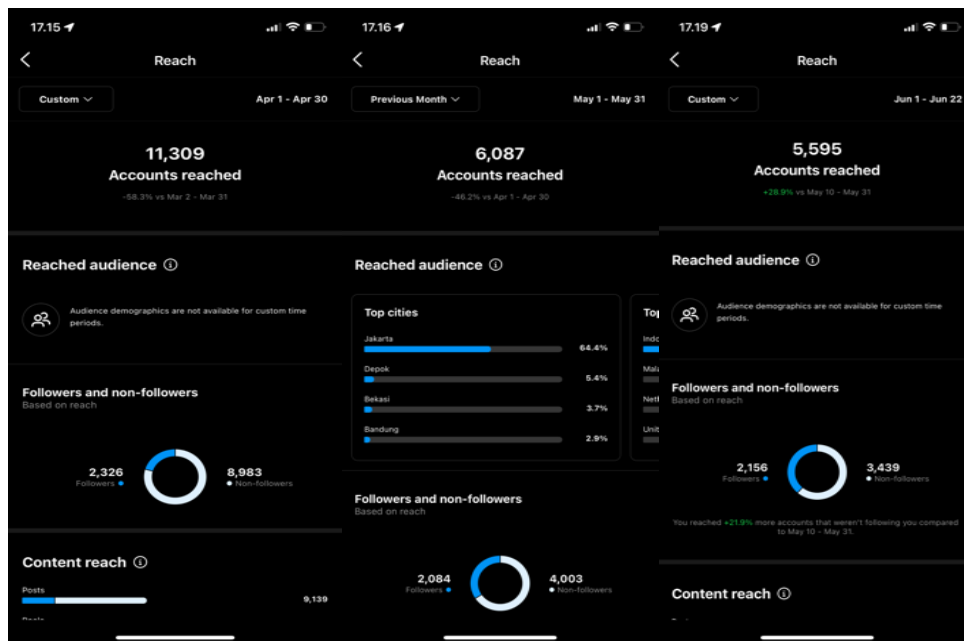 17.15
Reach
Custom
Apr 1 - Apr 30
11,309
Accounts reached
-58.3% vs Mar 2 - Mar 31
Reached audience
Audience demographics are not available for custom time
periods.
Followers and non-followers
Based on reach
2,326
Followers
8,983
Non-followers
Content reach
Posts
9,139
17.16
Reach
Previous Month
May 1 - May 31
6,087
Accounts reached
-46.2% vs Apr 1 - Apr 30
Reached audience
Top cities
Jakarta
64.4%
Depok
5.4%
Bekasi
3.7%
Bandung
2.9%
Followers and non-followers
Based on reach
2,084
Followers
4,003
Non-followers
17.19
Reach
Custom
Jun 1 - Jun 22
5,595
Accounts reached
+28.9% vs May 10 - May 31
Reached audience
Audience demographics are not available for custom time
periods.
Followers and non-followers
Based on reach
2,156
Followers
3,439
Non-followers
You reached +21.9% more accounts that weren't following you compared
to May 10 - May 31.
Content reach